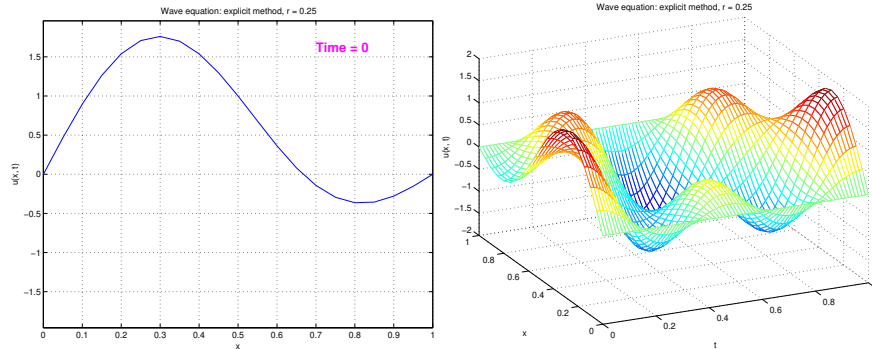 Wave equation: explicit method, r = 0.25
Time = 0
1.5
1
0.5
0
−0.5
−1
−1.5
u(x, t)
0 0.1 0.2 0.3 0.4 0.5 0.6 0.7 0.8 0.9 1
x
Wave equation: explicit method, r = 0.25
2
1.5
1
0.5
0
−0.5
−1
−1.5
−2
u(x, t)
1
0.8
0.6
0.4
0.2
0
x
0 0.2 0.4 0.6 0.8
t